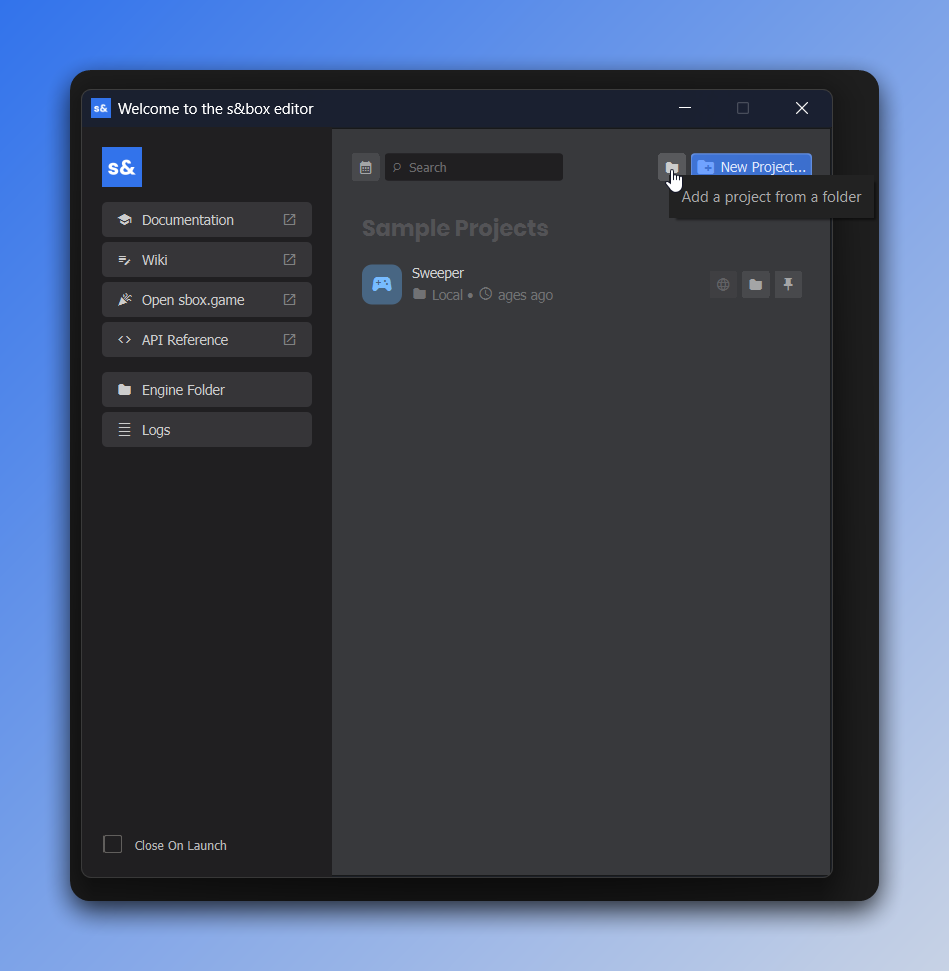 s& Welcome to the s&box editor
s&
Documentation
Wiki
Open sbox.game
API Reference
Engine Folder
Logs
Close On Launch
Search
New Project...
Add a project from a folder
Sample Projects
Sweeper
Local • ages ago